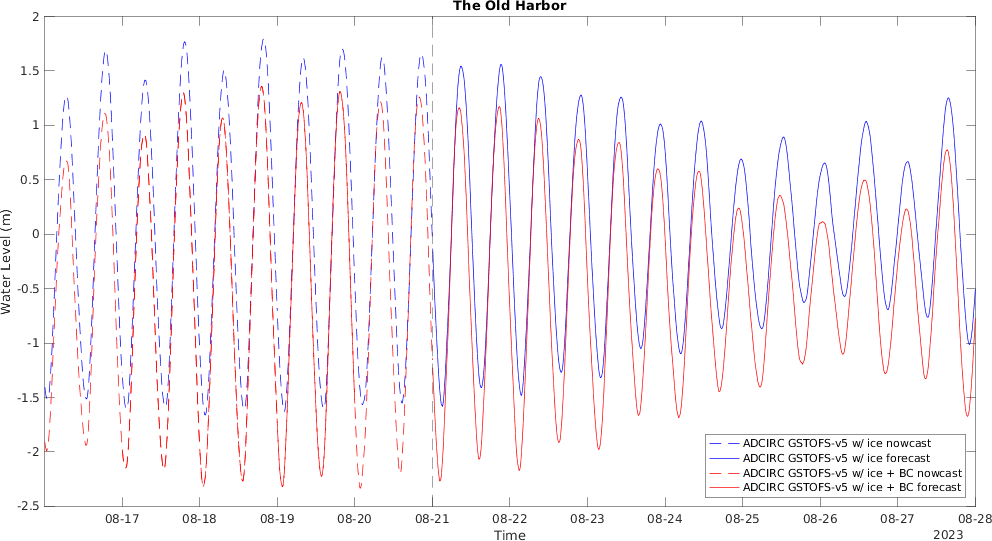 The Old Harbor
2
1.5
1
0.5
0
-0.5
-1
-1.5
-2
-2.5
Water Level (m)
08-17 08-18 08-19 08-20 08-21 08-22 08-23 08-24 08-25 08-26 08-27 08-28
Time
2023
ADCIRC GSTOFS-v5 w/ ice nowcast
ADCIRC GSTOFS-v5 w/ ice forecast
ADCIRC GSTOFS-v5 w/ ice + BC nowcast
ADCIRC GSTOFS-v5 w/ ice + BC forecast